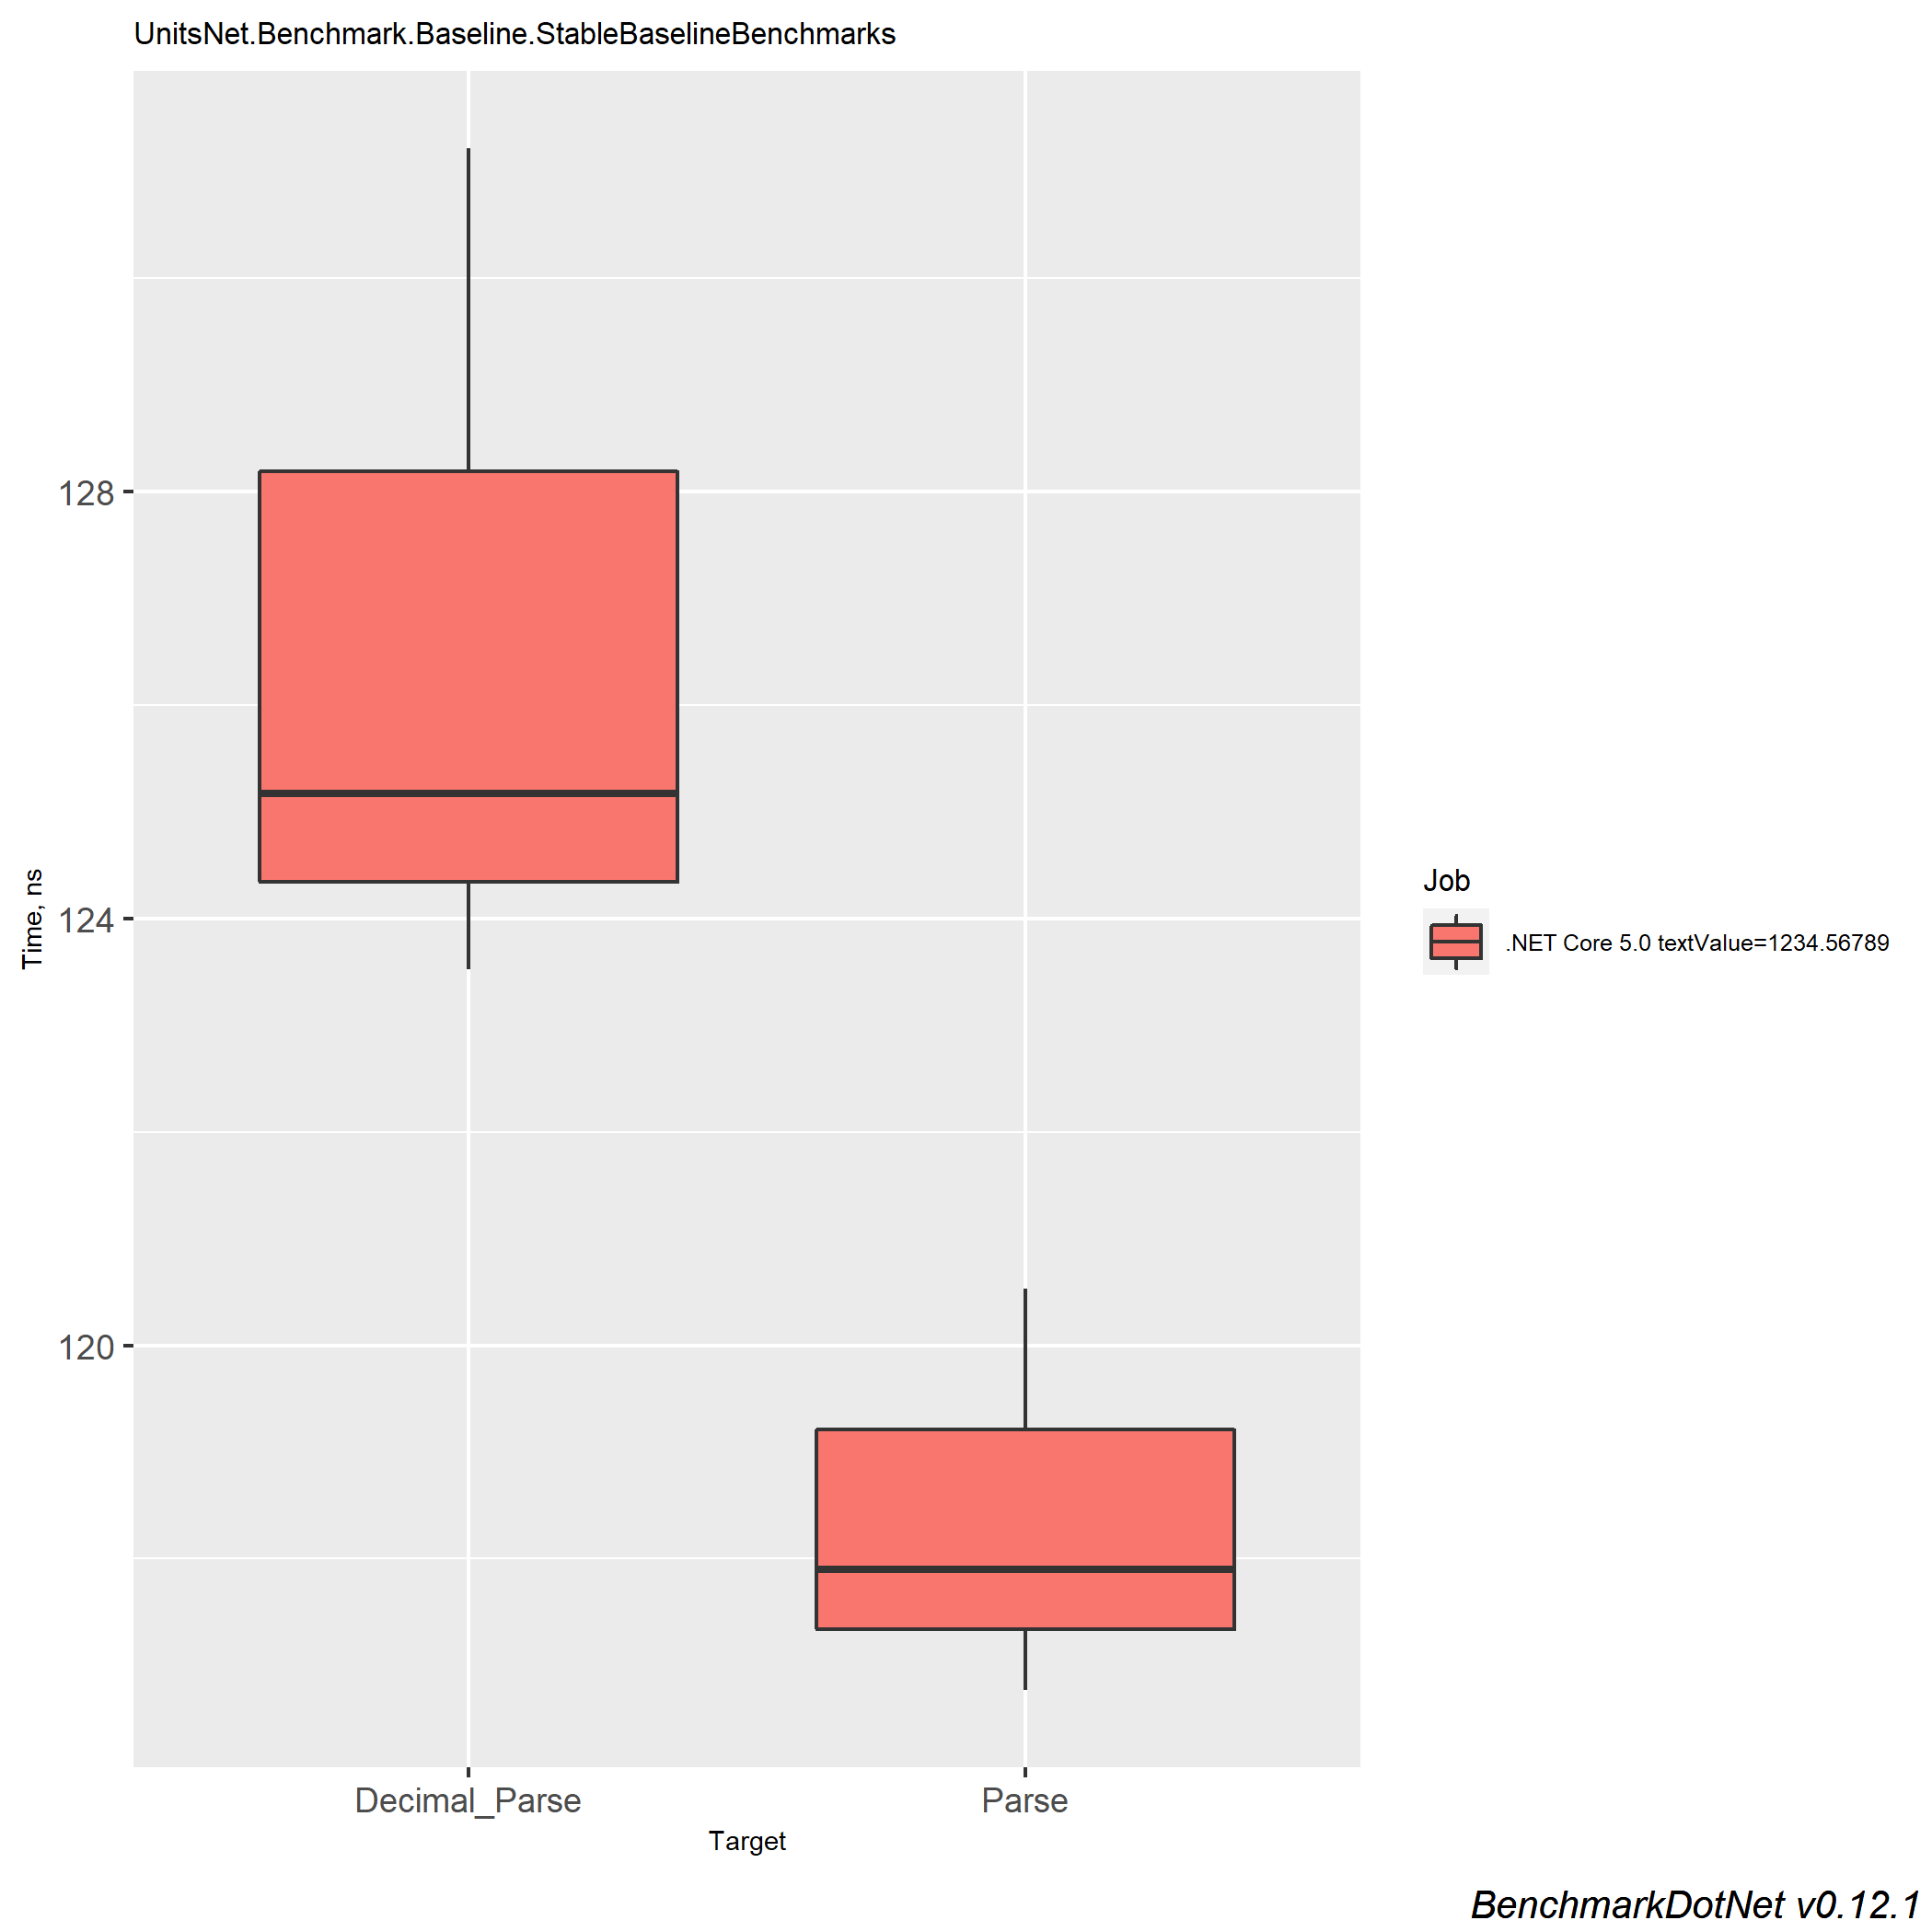 UnitsNet.Benchmark.Baseline.StableBaselineBenchmarks
128
124
120
Time, ns
Decimal_Parse
Parse
Target
Job
.NET Core 5.0 textValue=1234.56789
BenchmarkDotNet v0.12.1